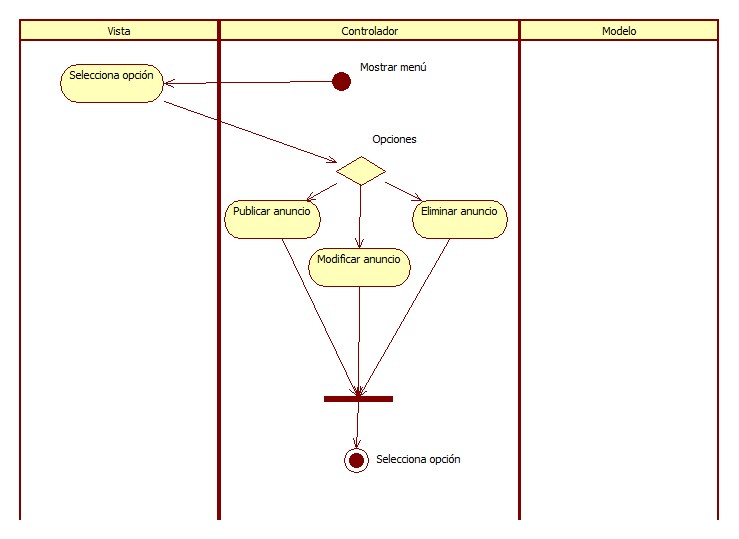 Vista
Controlador
Modelo
Mostrar menú
Selecciona opción
Opciones
Publicar anuncio
Eliminar anuncio
Modificar anuncio
Selecciona opción